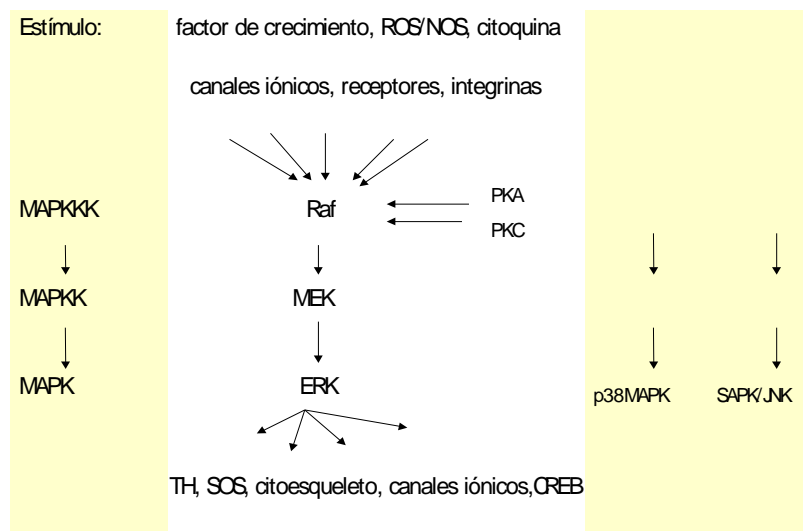 Estímulo: factor de crecimiento, ROS/NOS, citoquina
canales iónicos, receptores, integrinas
MAPKKK Raf PKA
PKC
MAPKK MEK
MAPK ERK p38MAPK SAPK/JNK
TH, SOS, citoesqueleto, canales iónicos,CREB